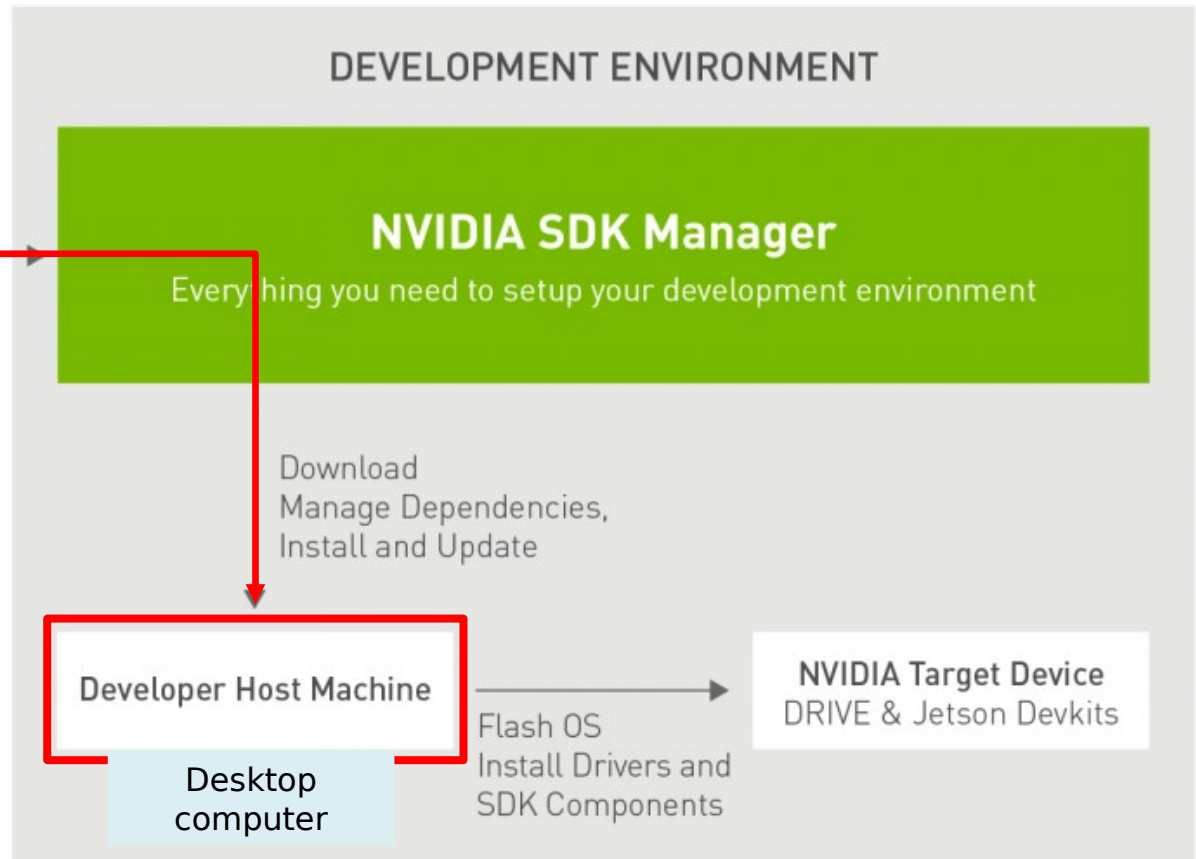 DEVELOPMENT ENVIRONMENT
NVIDIA SDK Manager
Everything you need to setup your development environment
Download
Manage Dependencies,
Install and Update
Developer Host Machine
Desktop
computer
Flash OS
Install Drivers and
SDK Components
NVIDIA Target Device
DRIVE & Jetson Devkits